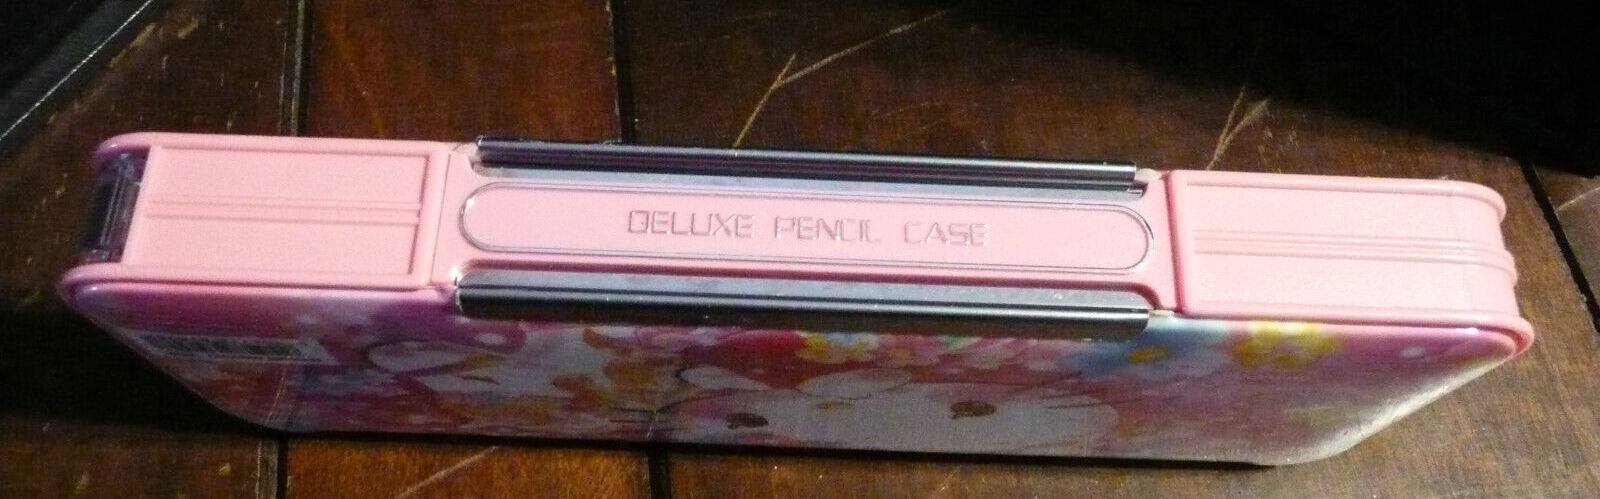 DELUXE PENCIL CASE